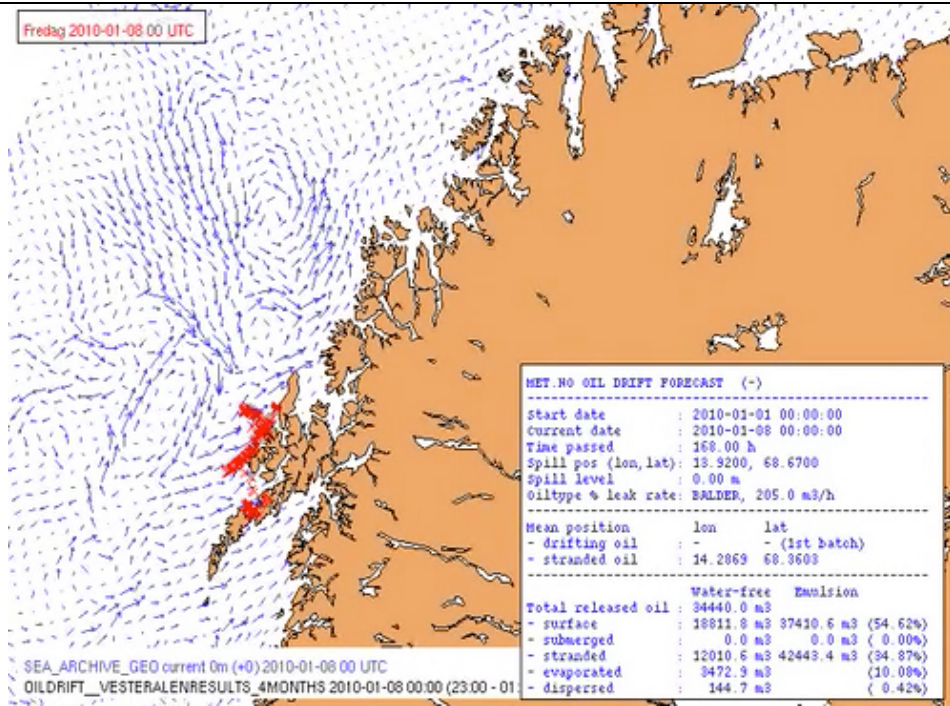 Fredag 2010-01-08 00 UTC
MET.NO OIL DRIFT FORECAST (-)
Start date : 2010-01-01 00:00:00
Current date : 2010-01-08 00:00:00
Time passed : 168.00 h
Spill pos (lon,lat): 13.9200, 68.6700
Spill level : 0.00 m
Oiltype % leak rate: BALDER, 205.0 m3/h
Mean position lon lat
- drifting oil : - - (1st batch)
- stranded oil : 14.2869 68.3603
Water-free Emulsion
Total released oil : 34440.0 m3
- surface : 18811.8 m3 87410.6 m3 (54.62%)
- submerged : 0.0 m3 0.0 m3 ( 0.00%)
- stranded : 12010.6 m3 42443.4 m3 (34.87%)
- evaporated : 3472.9 m3 (10.08%)
- dispersed : 144.7 m3 ( 0.42%)
SEA_ARCHIVE_GEO current 0m (+0) 2010-01-08 00 UTC
OILDRIFT__VESTERALENRESULTS_4MONTHS 2010-01-08 00:00 (23:00 - 01: